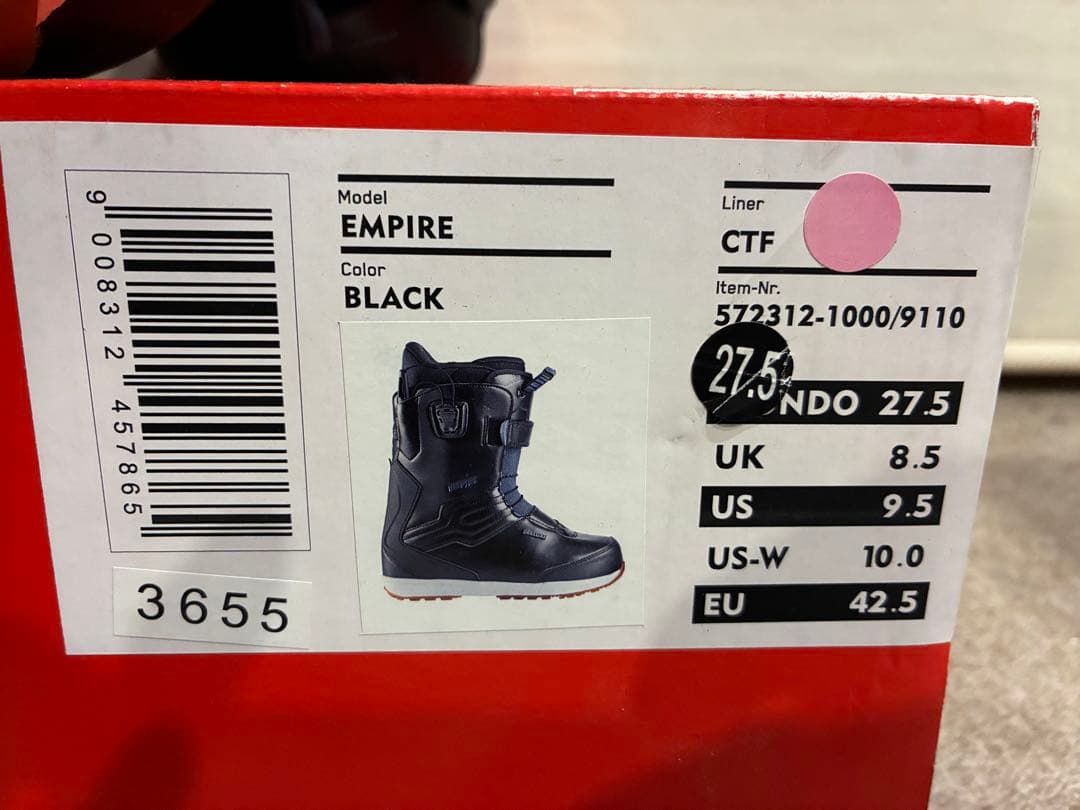 9 008312 457865
3655
Model
EMPIRE
Color
BLACK
Liner
CTF
Item-Nr.
572312-1000/9110
27.5
NDO 27.5
UK 8.5
US 9.5
US-W 10.0
EU 42.5